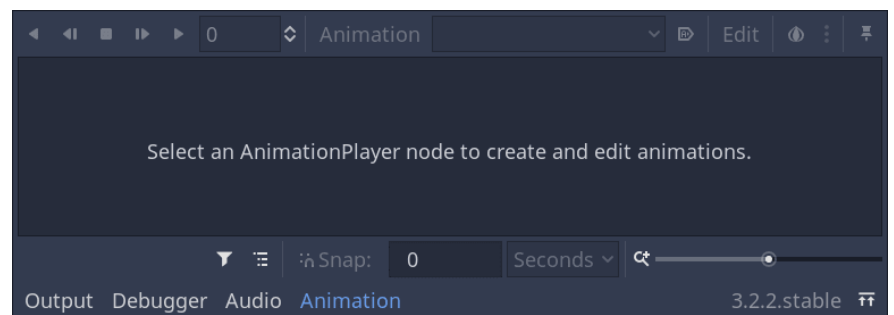 0 Animation Edit
Select an AnimationPlayer node to create and edit animations.
Snap: 0 Seconds
Output Debugger Audio Animation 3.2.2.stable